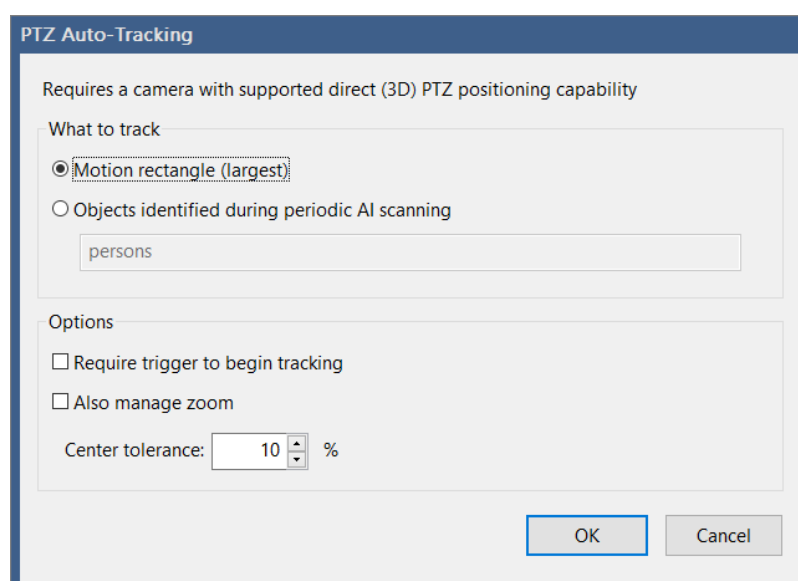 PTZ Auto-Tracking
Requires a camera with supported direct (3D) PTZ positioning capability
What to track
Motion rectangle (largest)
Objects identified during periodic AI scanning
persons
Options
Require trigger to begin tracking
Also manage zoom
Center tolerance: 10 %
OK Cancel